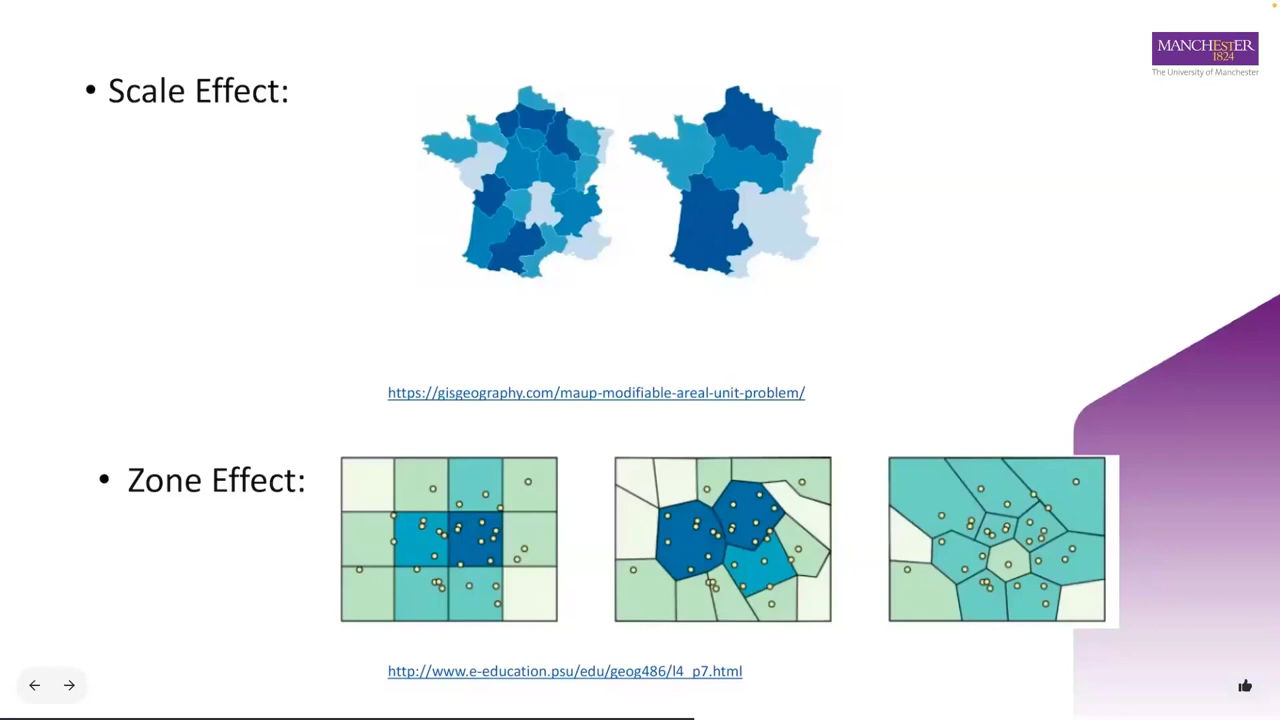 MANCHESTER
1824
The University of Manchester
• Scale Effect:
https://gisgeography.com/maup-modifiable-areal-unit-problem/
• Zone Effect:
http://www.e-education.psu/edu/geog486/l4_p7.html